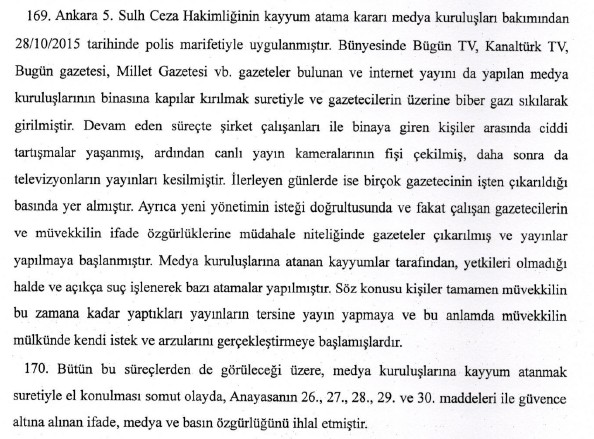 169. Ankara 5. Sulh Ceza Hakimliğinin kayyum atama kararı medya kuruluşları bakımından
28/10/2015 tarihinde polis marifetiyle uygulanmıştır. Bünyesinde Bügün TV, Kanaltürk TV,
Bugün gazetesi, Millet Gazetesi vb. gazeteler bulunan ve internet yayını da yapılan medya
kuruluşlarının binasına kapılar kırılmak suretiyle ve gazetecilerin üzerine biber gazı sıkılarak
girilmiştir. Devam eden süreçte şirket çalışanları ile binaya giren kişiler arasında ciddi
tartışmalar yaşanmış, ardından canlı yayın kameralarının fişi çekilmiş, daha sonra da
televizyonların yayınları kesilmiştir. İlerleyen günlerde ise birçok gazetecinin işten çıkarıldığı
basında yer almıştır. Ayrıca yeni yönetimin isteği doğrultusunda ve fakat çalışan gazetecilerin
ve müvekkilin ifade özgürlüklerine müdahale niteliğinde gazeteler çıkarılmış ve yayınlar
yapılmaya başlanmıştır. Medya kuruluşlarına atanan kayyumlar tarafından, yetkileri olmadığı
halde ve açıkça suç işlenerek bazı atamalar yapılmıştır. Söz konusu kişiler tamamen müvekkilin
bu zamana kadar yaptıkları yayınların tersine yayın yapmaya ve bu anlamda müvekkilin
mülkünde kendi istek ve arzularını gerçekleştirmeye başlamışlardır.
170. Bütün bu süreçlerden de görüleceği üzere, medya kuruluşlarına kayyum atanmak
suretiyle el konulması somut olayda, Anayasanın 26., 27., 28., 29. ve 30. maddeleri ile güvence
altına alınan ifade, medya ve basın özgürlüğünü ihlal etmiştir.